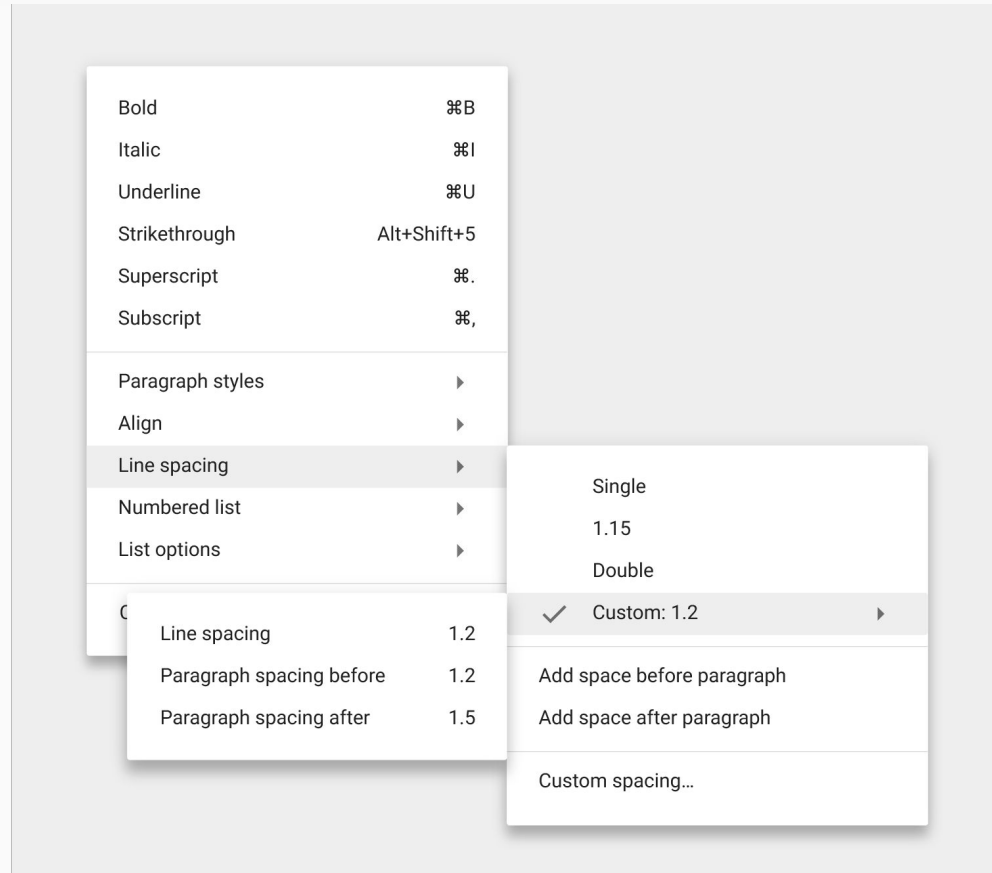 Bold ⌘B
Italic ⌘I
Underline ⌘U
Strikethrough Alt+Shift+5
Superscript ⌘.
Subscript ⌘,
Paragraph styles
Align
Line spacing
Numbered list
List options
Single
1.15
Double
Custom: 1.2
Add space before paragraph
Add space after paragraph
Custom spacing…
Line spacing 1.2
Paragraph spacing before 1.2
Paragraph spacing after 1.5